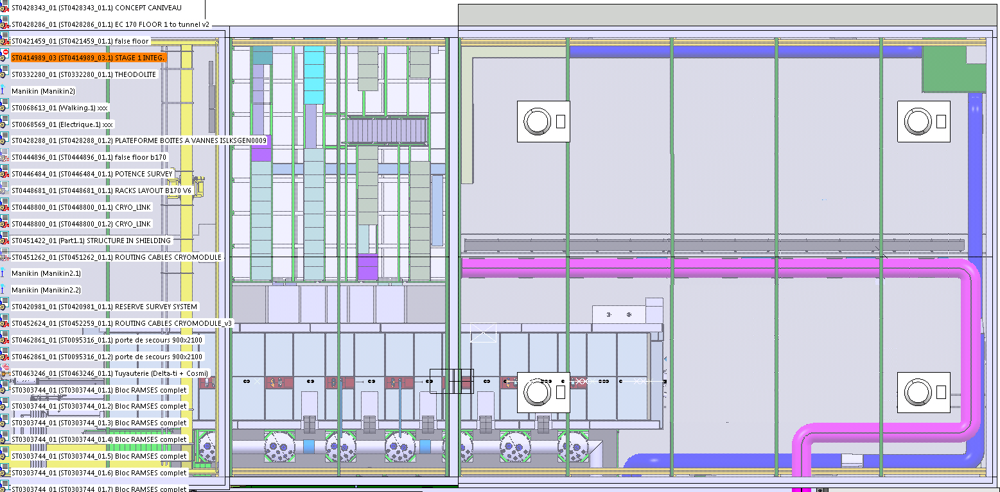 ST0428343_01 (ST0428343_01.1) CONCEPT CANIVEAU
ST0428286_01 (ST0428286_01.1) EC 170 FLOOR 1 to tunnel v2
ST0421459_01 (ST0421459_01.1) false floor
ST0414989_03 (ST0414989_03.1) STAGE 1 INTEG.
ST0332280_01 (ST0332280_01.1) THEODOLITE
Manikin (Manikin2)
ST0068613_01 (Walking.1) xxx
ST0068569_01 (Electrique.1) xxx
ST0428288_01 (ST0428288_01.2) PLATEFORME BOITES A VANNES ISLKSGEN0009
ST0444896_01 (ST0444896_01.1) false floor b170
ST0446484_01 (ST0446484_01.1) POTENCE SURVEY
ST0448681_01 (ST0448681_01.1) RACKS LAYOUT B170 V6
ST0448800_01 (ST0448800_01.1) CRYO_LINK
ST0448800_01 (ST0448800_01.2) CRYO_LINK
ST0451422_01 (Part1.1) STRUCTURE IN SHIELDING
ST0451262_01 (ST0451262_01.1) ROUTING CABLES CRYOMODULE
Manikin (Manikin2.1)
Manikin (Manikin2.2)
ST0420981_01 (ST0420981_01.1) RESERVE SURVEY SYSTEM
ST0452624_01 (ST0452259_01.1) ROUTING CABLES CRYOMODULE_v3
ST0462861_01 (ST0095316_01.1) porte de secours 900x2100
ST0462861_01 (ST0095316_01.2) porte de secours 900x2100
ST0463246_01 (ST0463246_01.1) Tuyauterie (Delta-ti + Cosmi)
ST0303744_01 (ST0303744_01.1) Bloc RAMSES complet
ST0303744_01 (ST0303744_01.2) Bloc RAMSES complet
ST0303744_01 (ST0303744_01.3) Bloc RAMSES complet
ST0303744_01 (ST0303744_01.4) Bloc RAMSES complet
ST0303744_01 (ST0303744_01.5) Bloc RAMSES complet
ST0303744_01 (ST0303744_01.6) Bloc RAMSES complet
ST0303744_01 (ST0303744_01.7) Bloc RAMSES complet